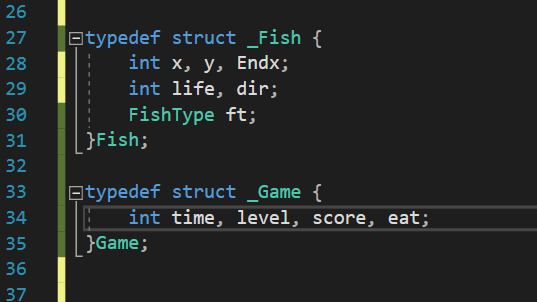 26
27 typedef struct _Fish {
28 int x, y, Endx;
29 int life, dir;
30 FishType ft;
31 }Fish;
32
33 typedef struct _Game {
34 int time, level, score, eat;
35 }Game;
36
37